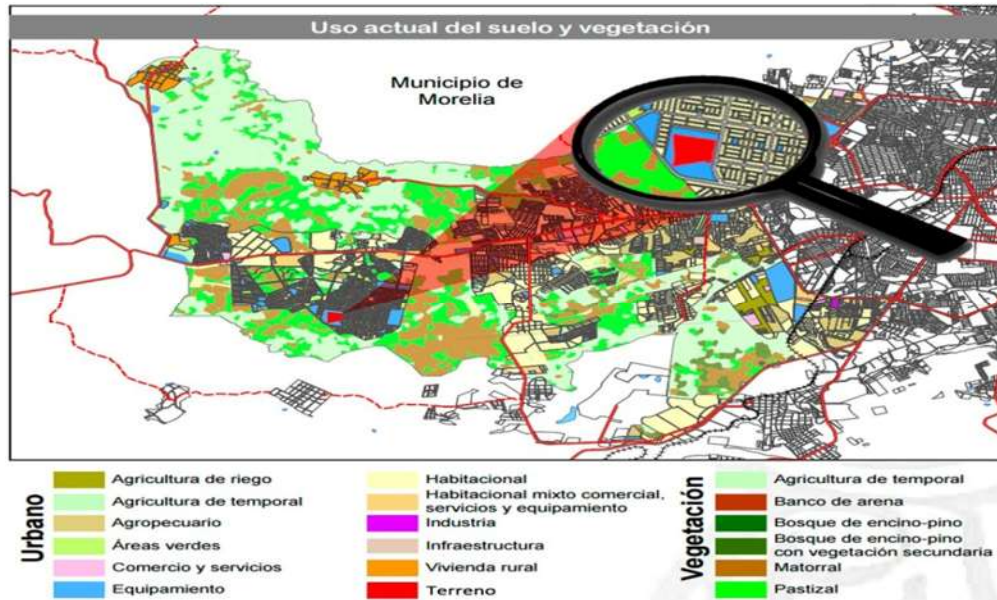 Uso actual del suelo y vegetación
Municipio de
Morelia
Urbano
Agricultura de riego
Agricultura de temporal
Agropecuario
Áreas verdes
Comercio y servicios
Equipamiento
Habitacional
Habitacional mixto comercial,
servicios y equipamiento
Industria
Infraestructura
Vivienda rural
Terreno
Vegetación
Agricultura de temporal
Banco de arena
Bosque de encino-pino
Bosque de encino-pino
con vegetación secundaria
Matorral
Pastizal